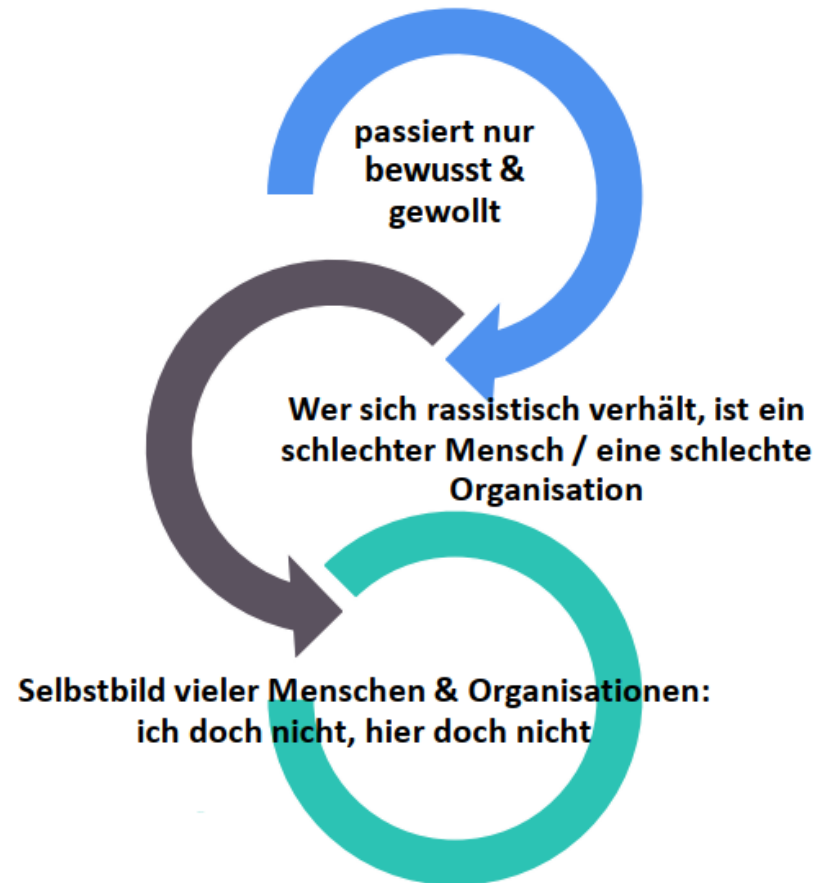 passiert nur
bewusst &
gewollt
Wer sich rassistisch verhält, ist ein
schlechter Mensch / eine schlechte
Organisation
Selbstbild vieler Menschen & Organisationen:
ich doch nicht, hier doch nicht